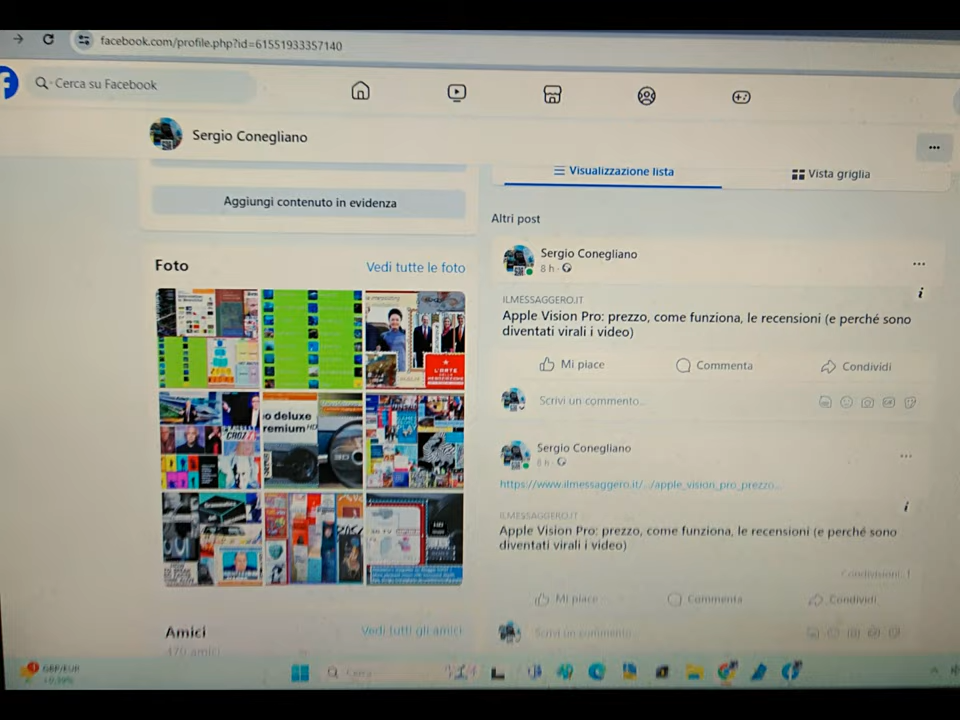 facebook.com/profile.php?id=61551933357140
Cerca su Facebook
Sergio Conegliano
Visualizzazione lista
Vista griglia
Aggiungi contenuto in evidenza
Altri post
Foto
Vedi tutte le foto
Sergio Conegliano
8 h
ILMESSAGGERO.IT
Apple Vision Pro: prezzo, come funziona, le recensioni (e perché sono
diventati virali i video)
Mi piace
Commenta
Condividi
Scrivi un commento...
o deluxe
remium HD
Sergio Conegliano
8 h
https://www.ilmessaggero.it/.../apple_vision_pro_prezzo...
ILMESSAGGERO.IT
Apple Vision Pro: prezzo, come funziona, le recensioni (e perché sono
diventati virali i video)
Condivisioni: 1
Mi piace
Commenta
Condividi
Scrivi un commento...
Amici
Vedi tutti gli amici
470 amici
GBP/EUR
Cerca